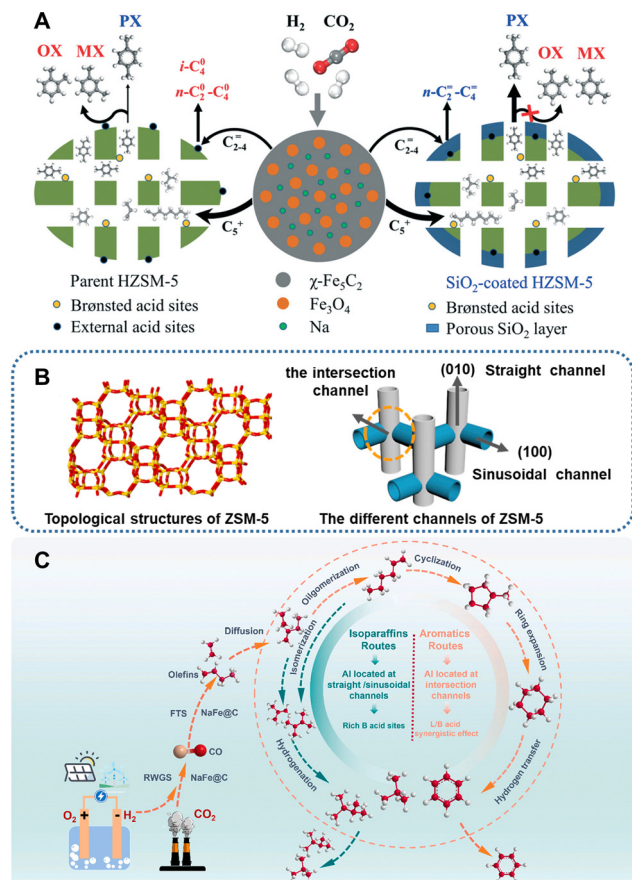 A
H₂ CO₂
PX
OX MX
i-C₄⁰
n-C₂⁰-C₄⁰
C₂₋₄⁼
C₅⁺
Parent HZSM-5
Brønsted acid sites
External acid sites
χ-Fe₅C₂
Fe₃O₄
Na
PX
OX MX
n-C₂⁼-C₄⁼
C₂₋₄⁼
C₅⁺
SiO₂-coated HZSM-5
Brønsted acid sites
Porous SiO₂ layer
B
Topological structures of ZSM-5
the intersection
channel
(010) Straight channel
(100)
Sinusoidal channel
The different channels of ZSM-5
C
O₂ + - H₂
CO₂
RWGS NaFe@C
CO
FTS NaFe@C
Olefins
Diffusion
Isomerization
Oilgomerization
Cyclization
Ring expansion
Hydrogen transfer
Hydrogenation
Isoparaffins
Routes
Al located at
straight /sinusoidal
channels
Rich B acid sites
Aromatics
Routes
Al located at
intersection
channels
L/B acid
synergistic effect